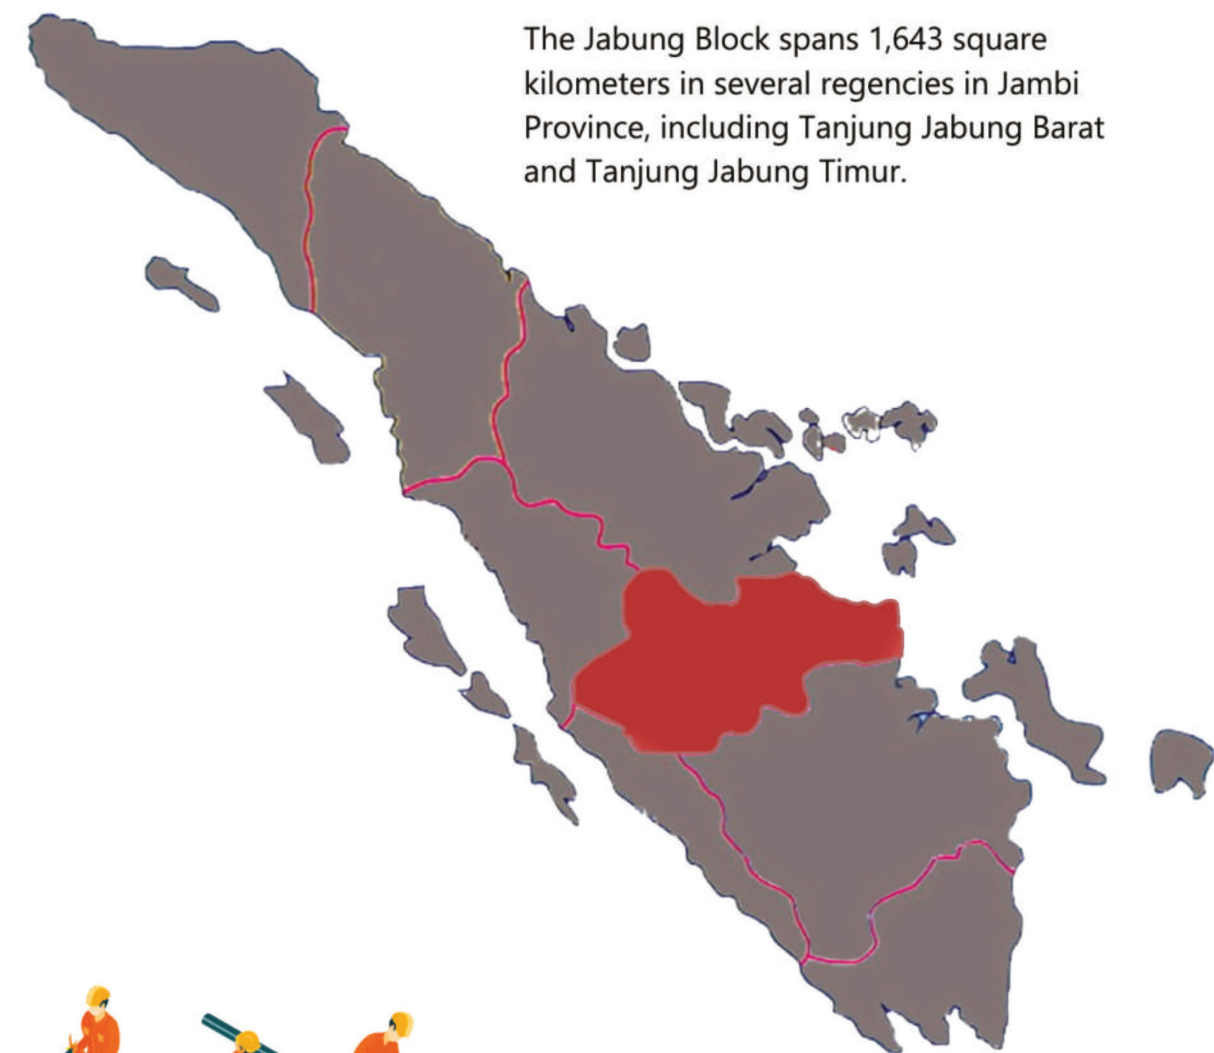 The Jabung Block spans 1,643 square
kilometers in several regencies in Jambi
Province, including Tanjung Jabung Barat
and Tanjung Jabung Timur.